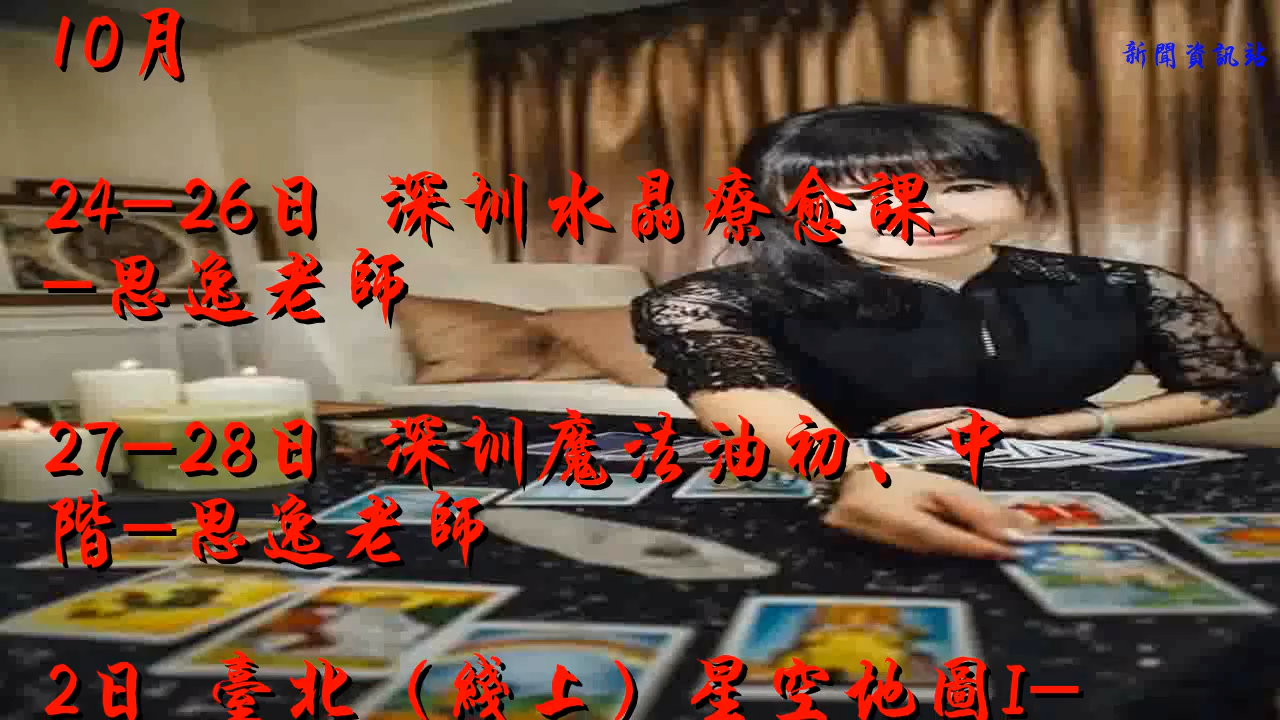 10月
新聞資訊站
24—26日 深圳水晶療愈課
—思逸老師
27—28日 深圳魔法油初、中
階—思逸老師
2日 臺北（綫上）星空地圖I—